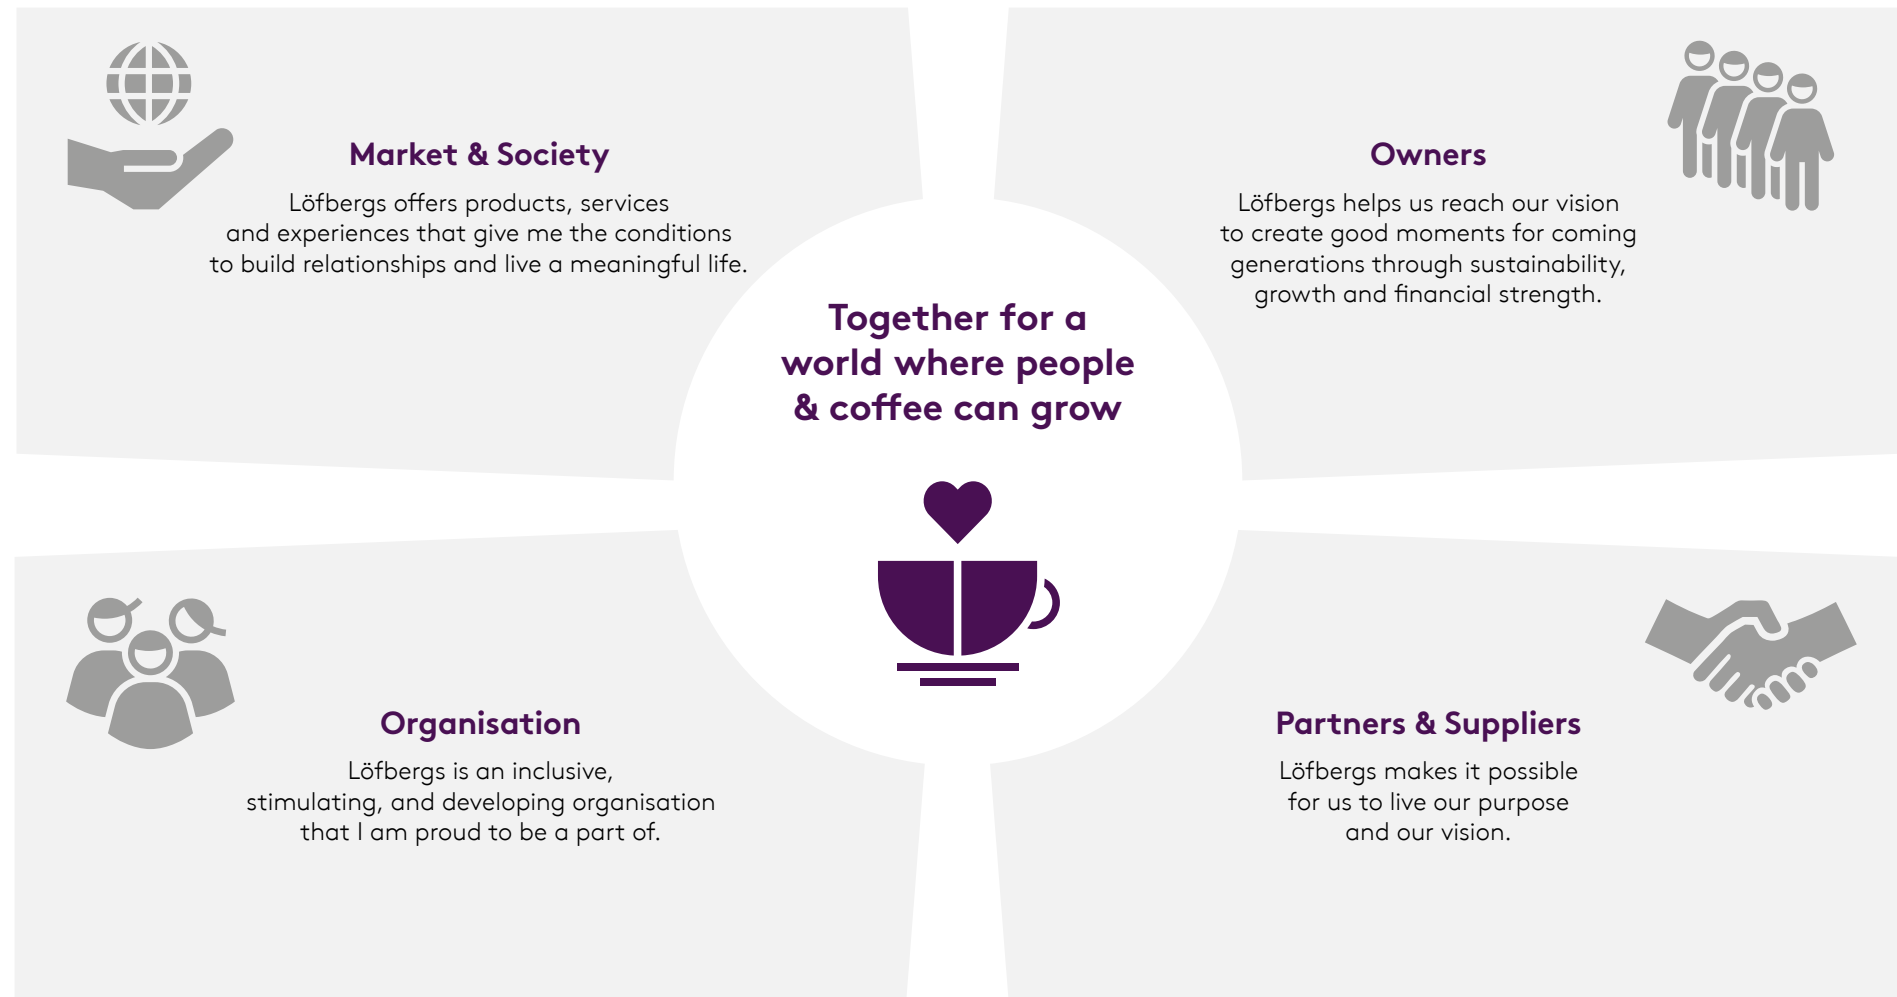 Market & Society
Löfbergs offers products, services
and experiences that give me the conditions
to build relationships and live a meaningful life.
Owners
Löfbergs helps us reach our vision
to create good moments for coming
generations through sustainability,
growth and financial strength.
Together for a
world where people
& coffee can grow
Organisation
Löfbergs is an inclusive,
stimulating, and developing organisation
that I am proud to be a part of.
Partners & Suppliers
Löfbergs makes it possible
for us to live our purpose
and our vision.